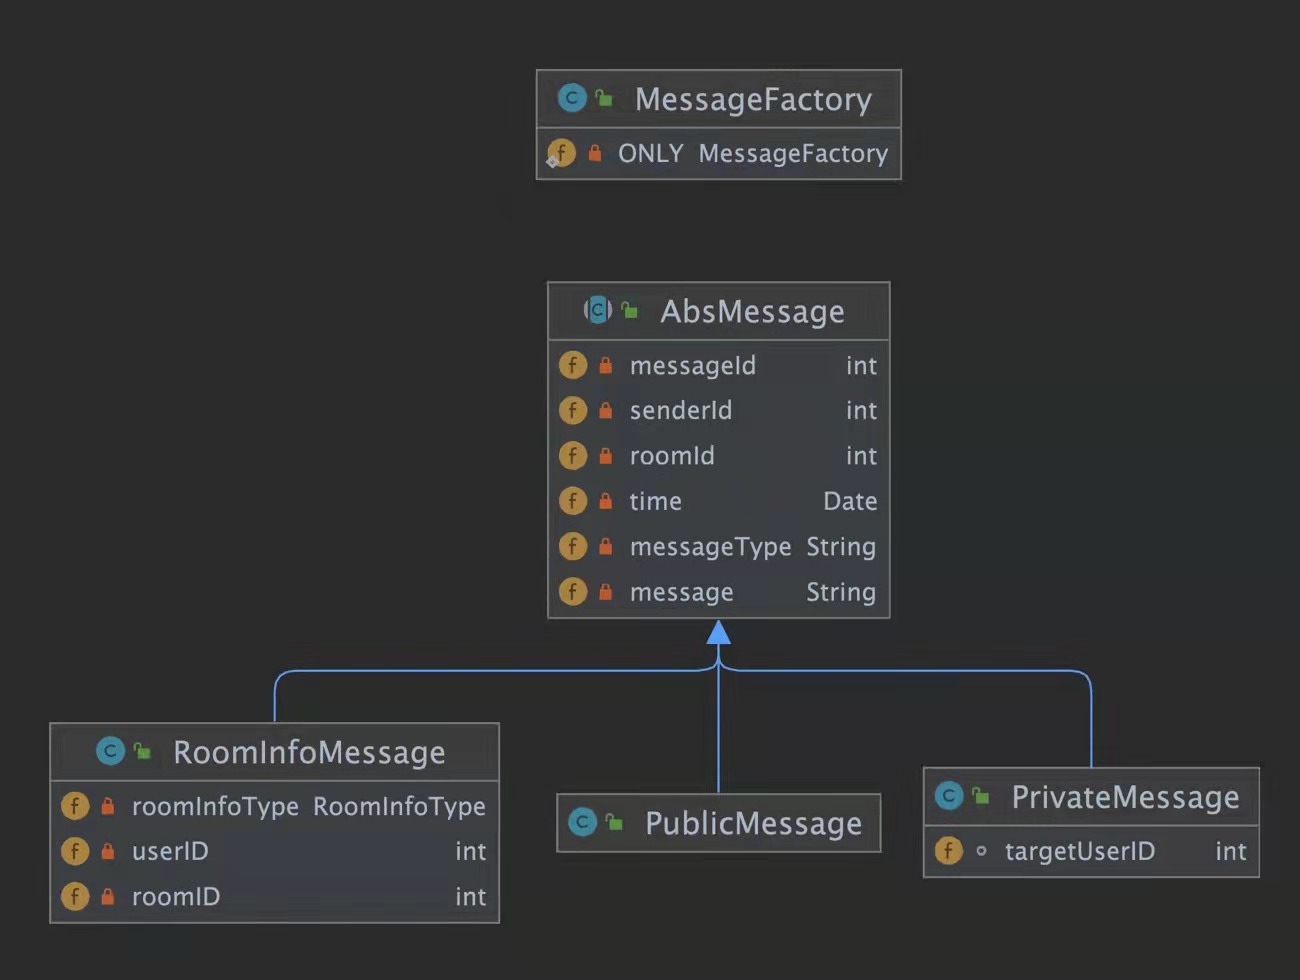 MessageFactory
ONLY MessageFactory
AbsMessage
messageId int
senderId int
roomId int
time Date
messageType String
message String
RoomInfoMessage
roomInfoType RoomInfoType
userID int
roomID int
PublicMessage
PrivateMessage
targetUserID int